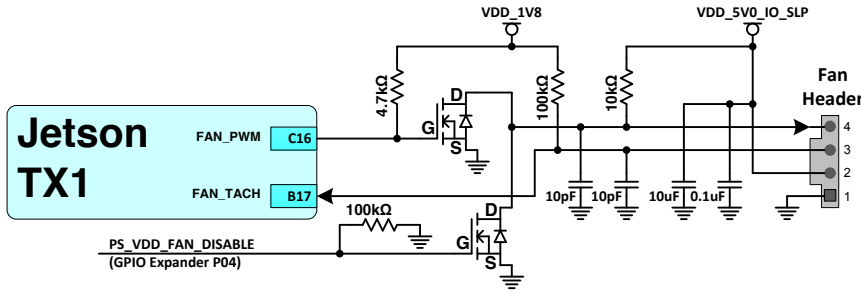 VDD_1V8
VDD_5V0_IO_SLP
4.7kΩ
100kΩ
10kΩ
Fan
Header
Jetson
TX1
FAN_PWM
C16
D
G
S
4
3
2
1
FAN_TACH
B17
10pF
10pF
10uF
0.1uF
100kΩ
D
G
S
PS_VDD_FAN_DISABLE
(GPIO Expander P04)